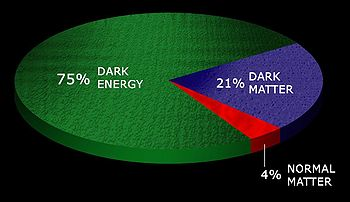 75% DARK
ENERGY
21% DARK
MATTER
4% NORMAL
MATTER